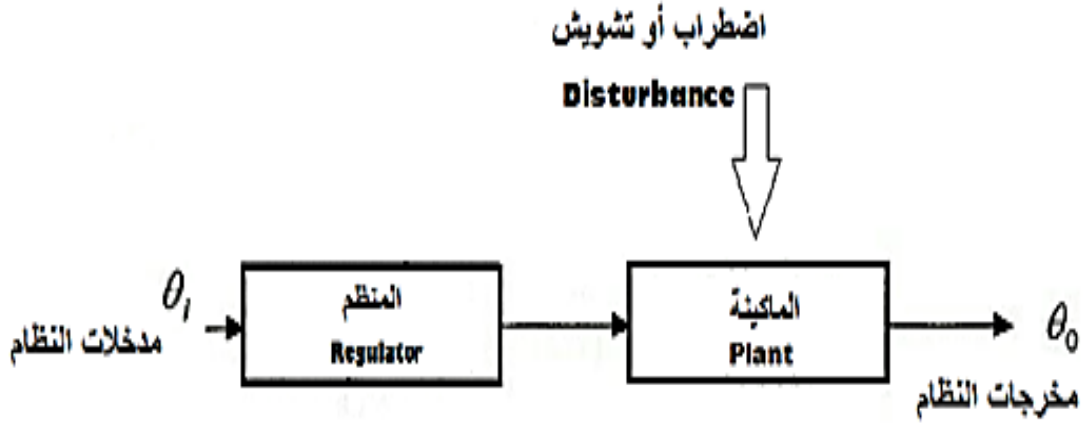 اضطراب أو تشويش
Disturbance
θi
مدخلات النظام
المنظم
Regulator
الماكينة
Plant
θ0
مخرجات النظام